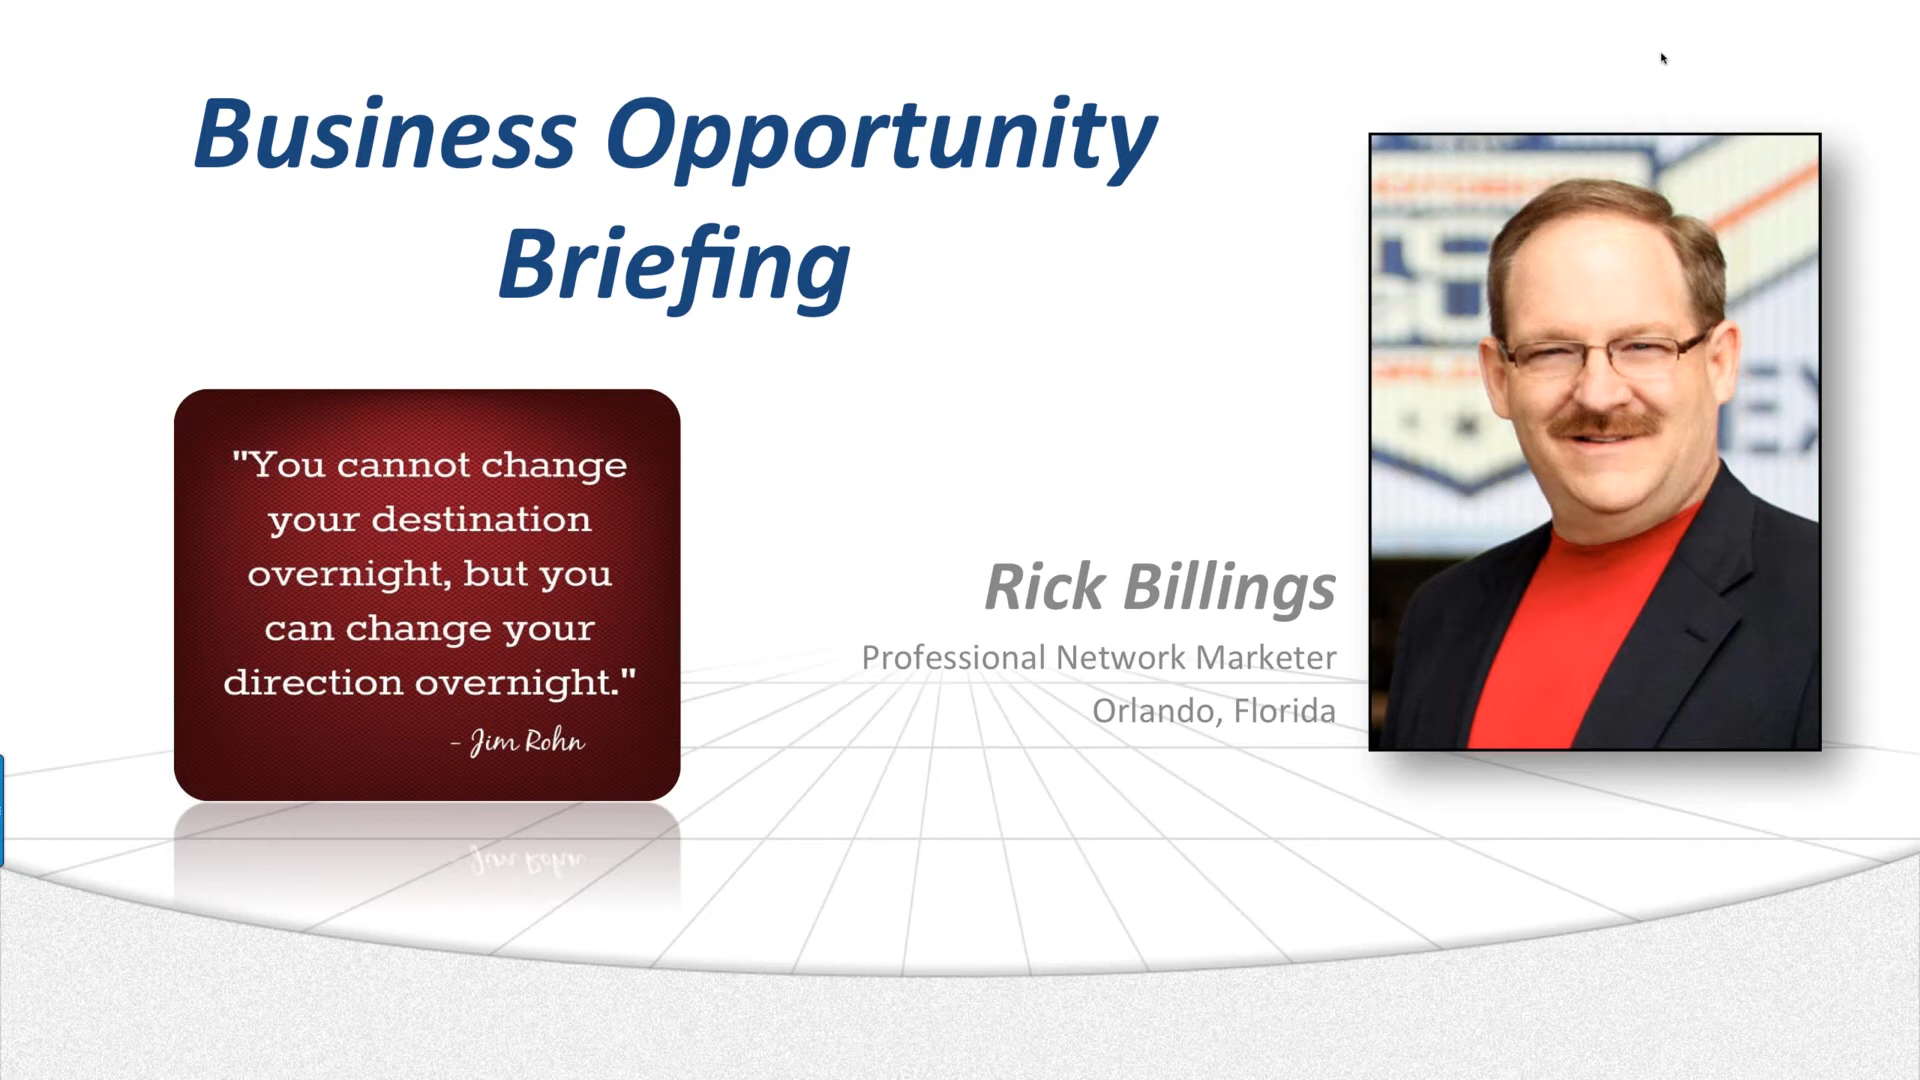 Business Opportunity
Briefing
"You cannot change
your destination
overnight, but you
can change your
direction overnight."
- Jim Rohn
Rick Billings
Professional Network Marketer
Orlando, Florida